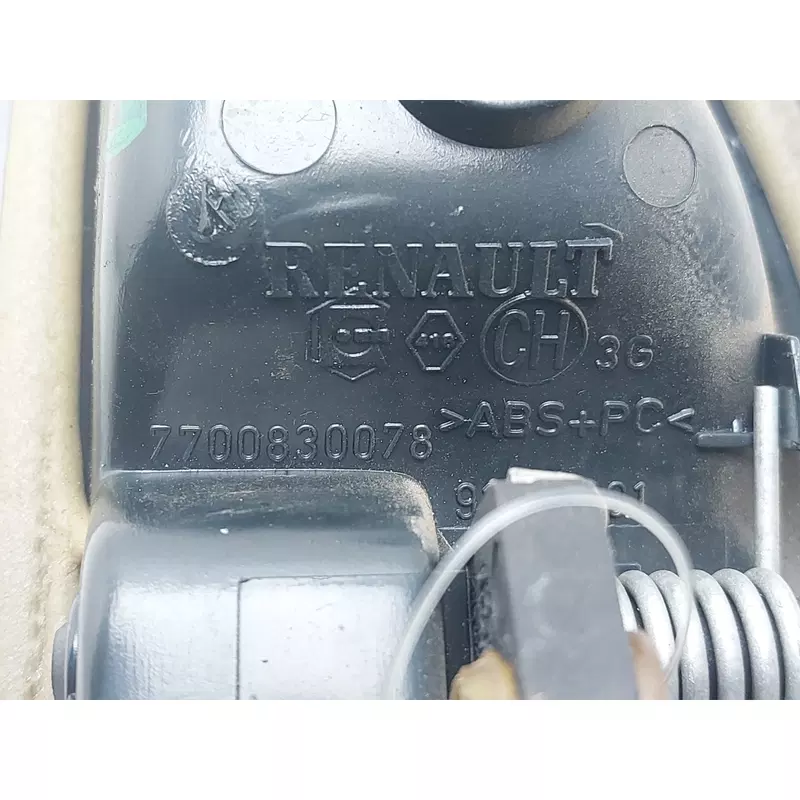 K
RENAULT
CH 3G
7700830078 >ABS+PC<